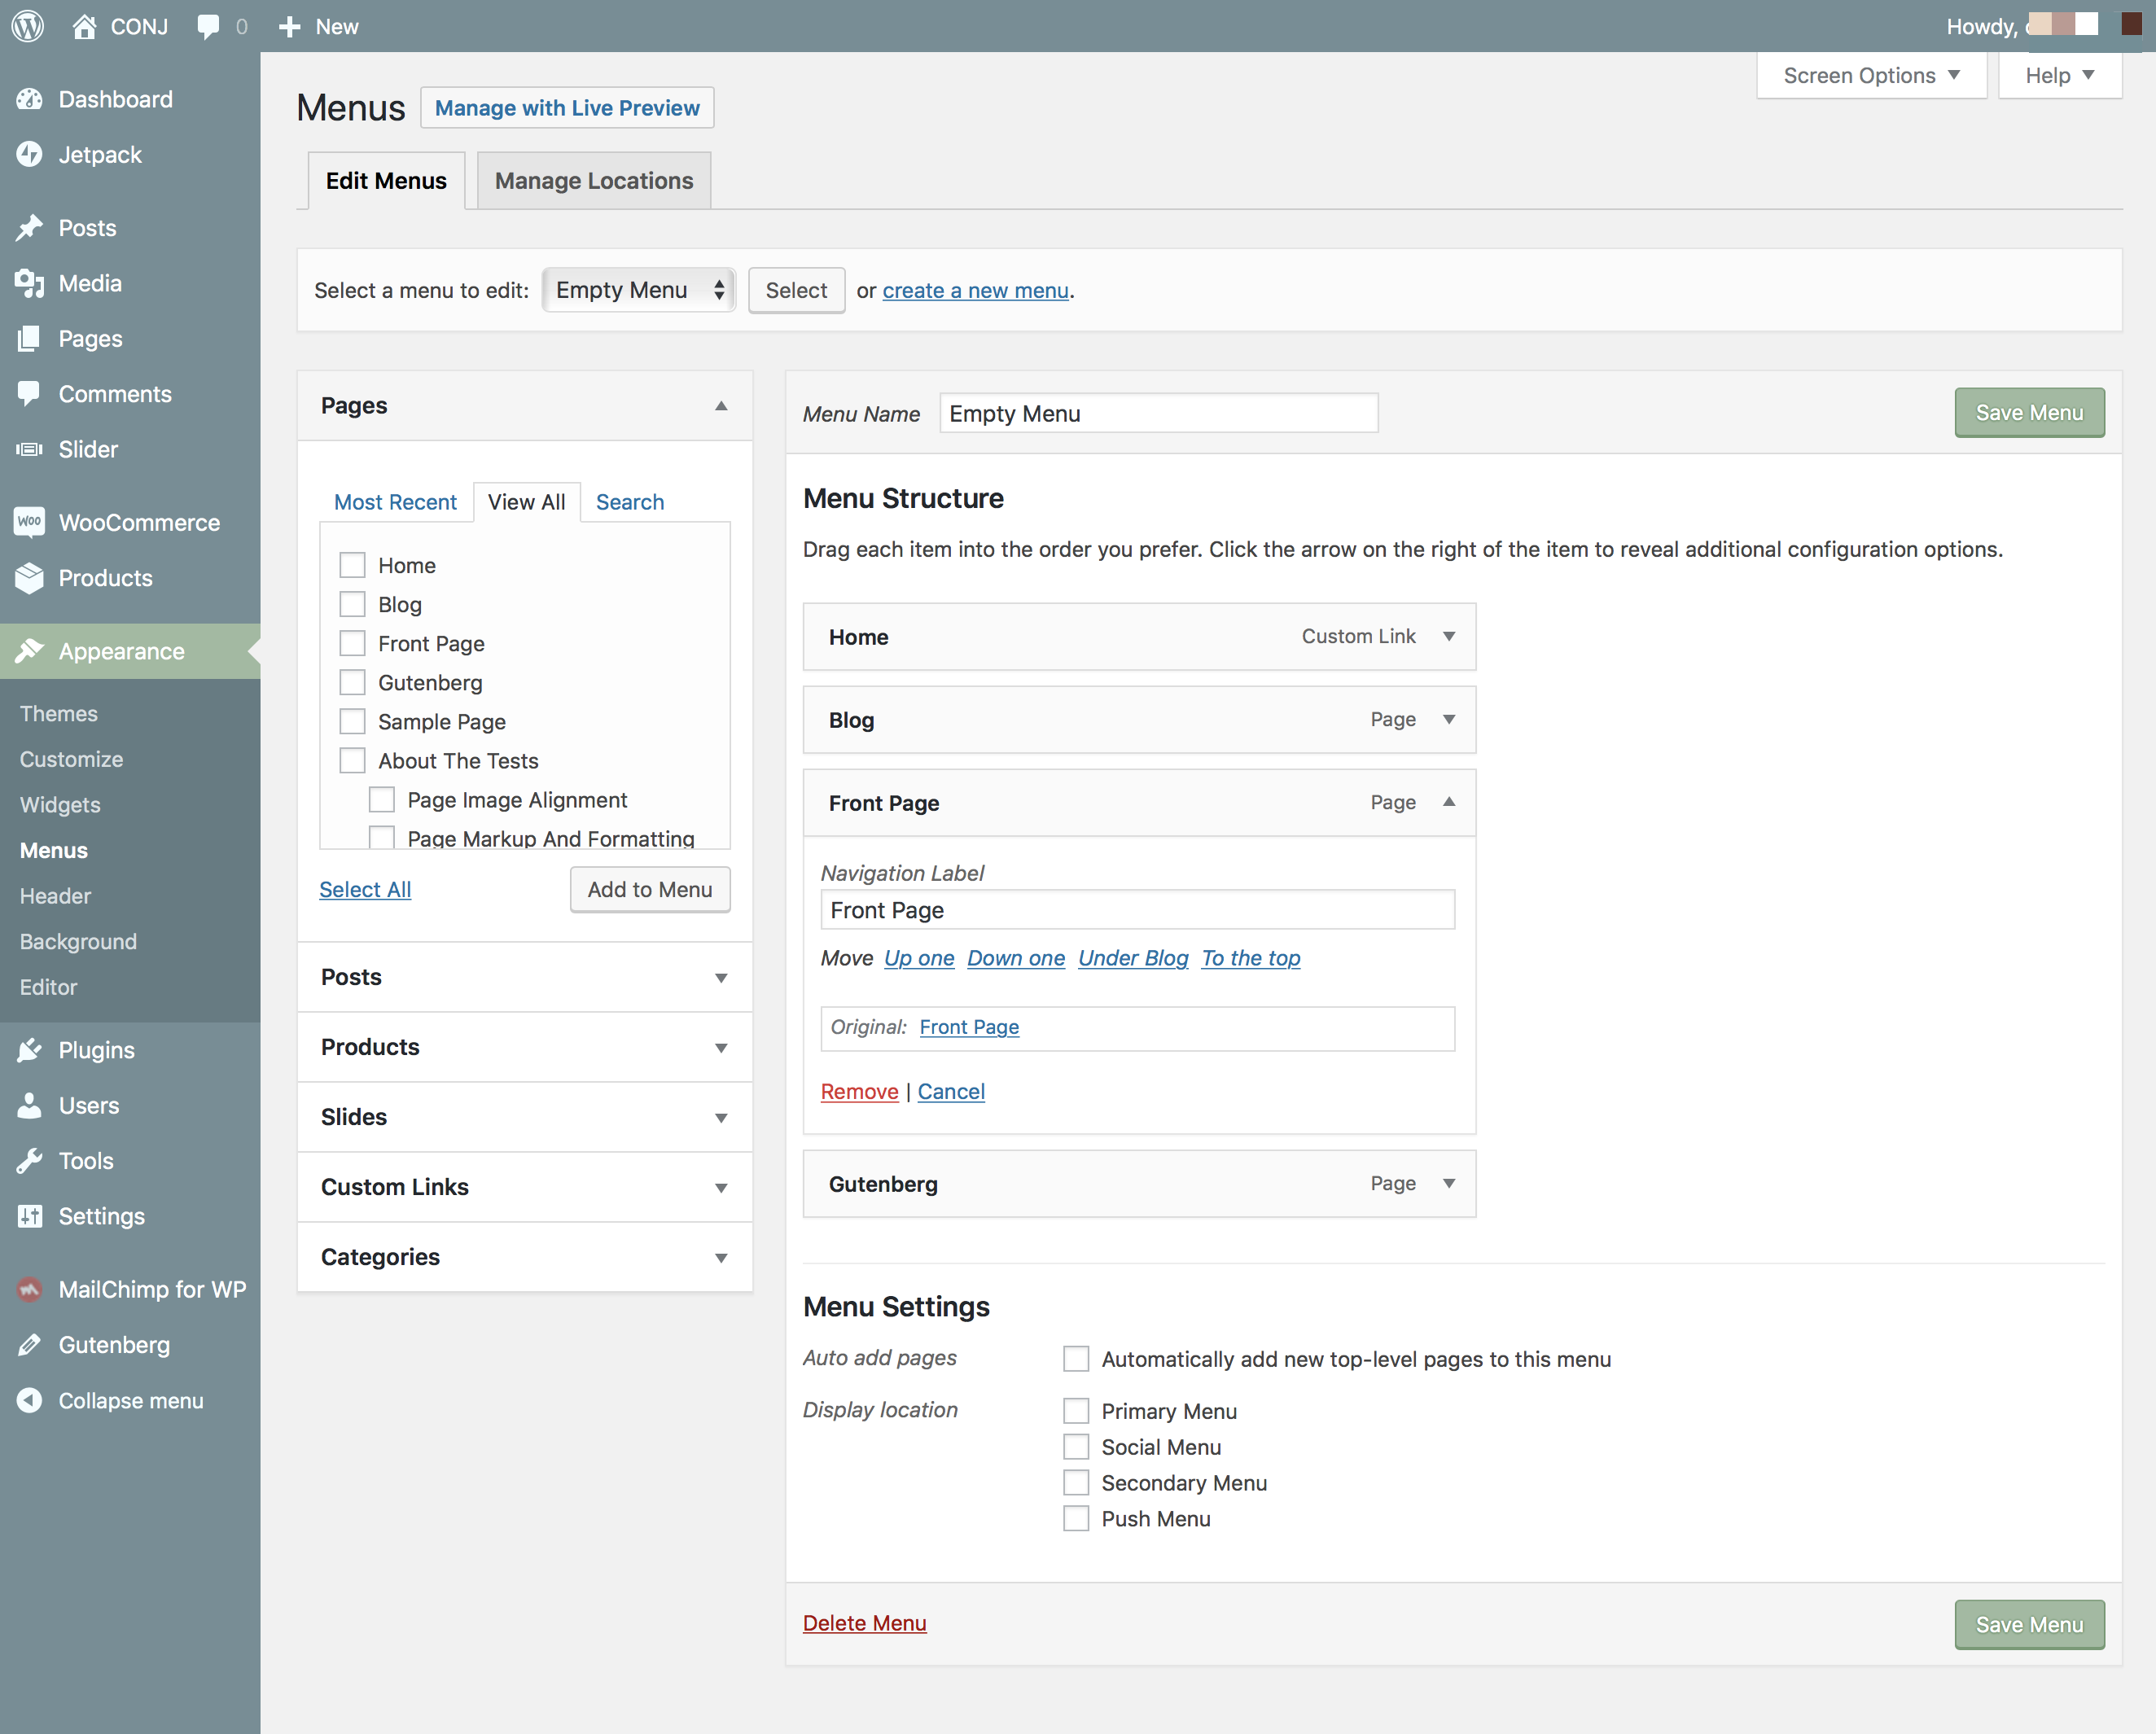 CONJ 0 New Howdy,
Screen Options Help
Dashboard
Jetpack
Posts
Media
Pages
Comments
Slider
Woo WooCommerce
Products
Appearance
Themes
Customize
Widgets
Menus
Header
Background
Editor
Plugins
Users
Tools
Settings
MailChimp for WP
Gutenberg
Collapse menu
Menus Manage with Live Preview
Edit Menus Manage Locations
Select a menu to edit: Empty Menu Select or create a new menu.
Pages
Most Recent View All Search
Home
Blog
Front Page
Gutenberg
Sample Page
About The Tests
Page Image Alignment
Page Markup And Formatting
Select All Add to Menu
Posts
Products
Slides
Custom Links
Categories
Menu Name Empty Menu Save Menu
Menu Structure
Drag each item into the order you prefer. Click the arrow on the right of the item to reveal additional configuration options.
Home Custom Link
Blog Page
Front Page Page
Navigation Label
Front Page
Move Up one Down one Under Blog To the top
Original: Front Page
Remove | Cancel
Gutenberg Page
Menu Settings
Auto add pages Automatically add new top-level pages to this menu
Display location Primary Menu
Social Menu
Secondary Menu
Push Menu
Delete Menu Save Menu